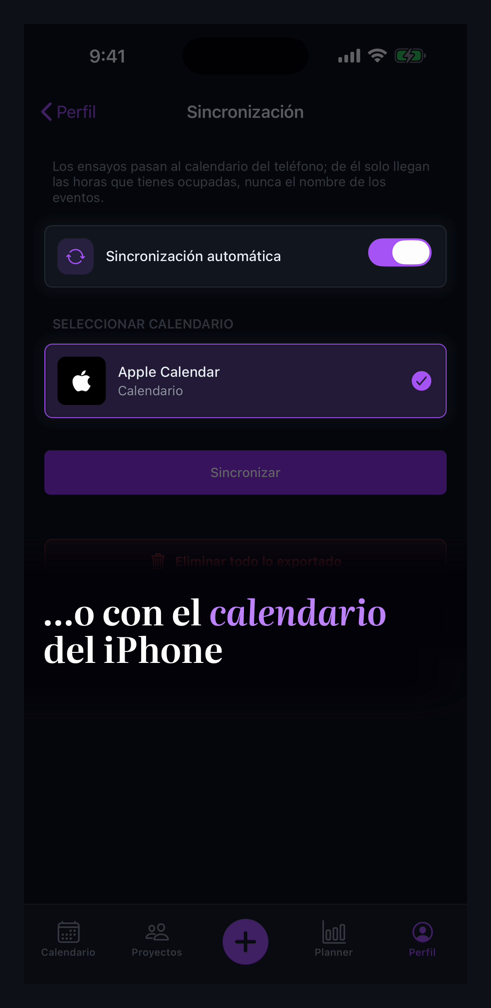 9:41
Perfil
Sincronización
Los ensayos pasan al calendario del teléfono; de él solo llegan
las horas que tienes ocupadas, nunca el nombre de los
eventos.
Sincronización automática
SELECCIONAR CALENDARIO
Apple Calendar
Calendario
Sincronizar
Eliminar todo lo exportado
...o con el calendario
del iPhone
Calendario
Proyectos
Planner
Perfil